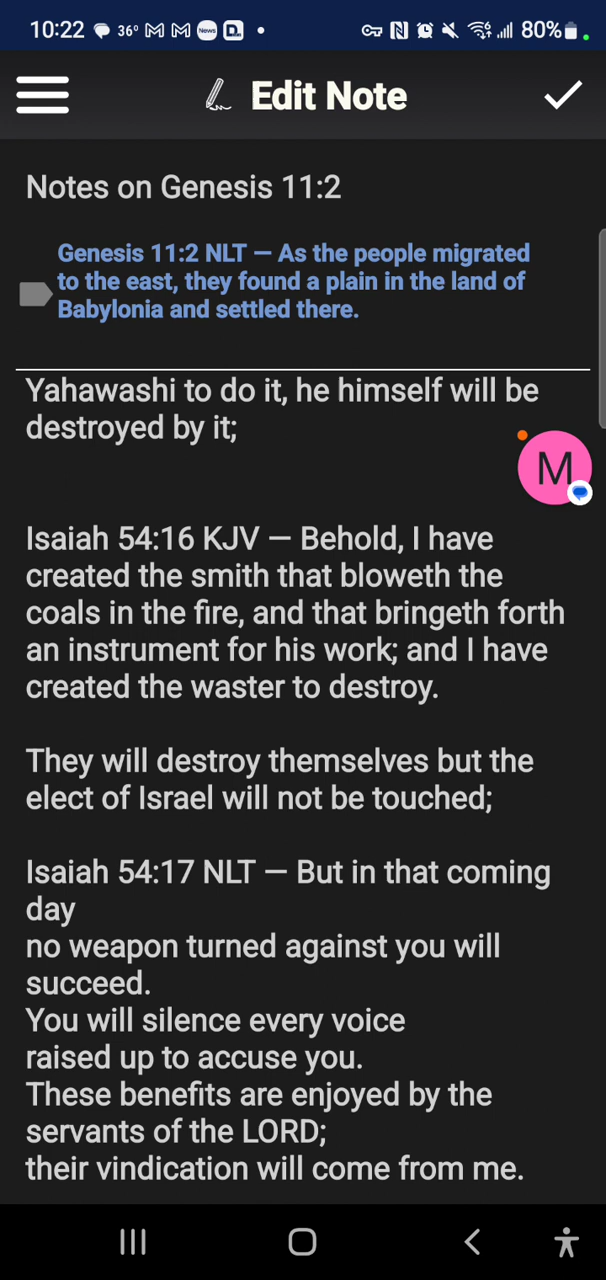 10:22 36° News D. 80%
Edit Note
Notes on Genesis 11:2
Genesis 11:2 NLT — As the people migrated
to the east, they found a plain in the land of
Babylonia and settled there.
Yahawashi to do it, he himself will be
destroyed by it;
M
Isaiah 54:16 KJV — Behold, I have
created the smith that bloweth the
coals in the fire, and that bringeth forth
an instrument for his work; and I have
created the waster to destroy.
They will destroy themselves but the
elect of Israel will not be touched;
Isaiah 54:17 NLT — But in that coming
day
no weapon turned against you will
succeed.
You will silence every voice
raised up to accuse you.
These benefits are enjoyed by the
servants of the LORD;
their vindication will come from me.